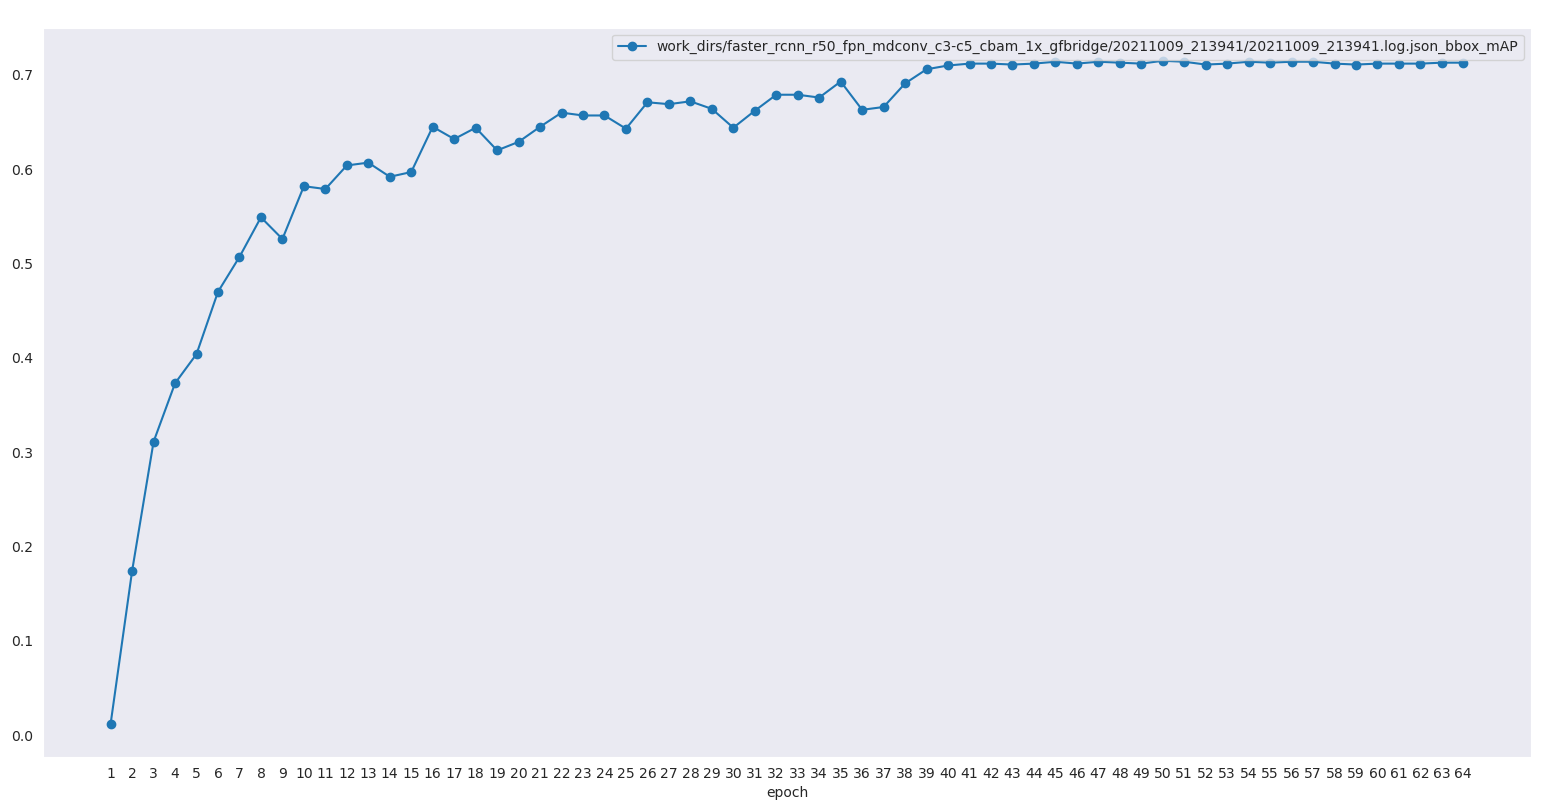 work_dirs/faster_rcnn_r50_fpn_mdconv_c3-c5_cbam_1x_gfbridge/20211009_213941/20211009_213941.log.json_bbox_mAP
0.7
0.6
0.5
0.4
0.3
0.2
0.1
0.0
1 2 3 4 5 6 7 8 9 10 11 12 13 14 15 16 17 18 19 20 21 22 23 24 25 26 27 28 29 30 31 32 33 34 35 36 37 38 39 40 41 42 43 44 45 46 47 48 49 50 51 52 53 54 55 56 57 58 59 60 61 62 63 64
epoch